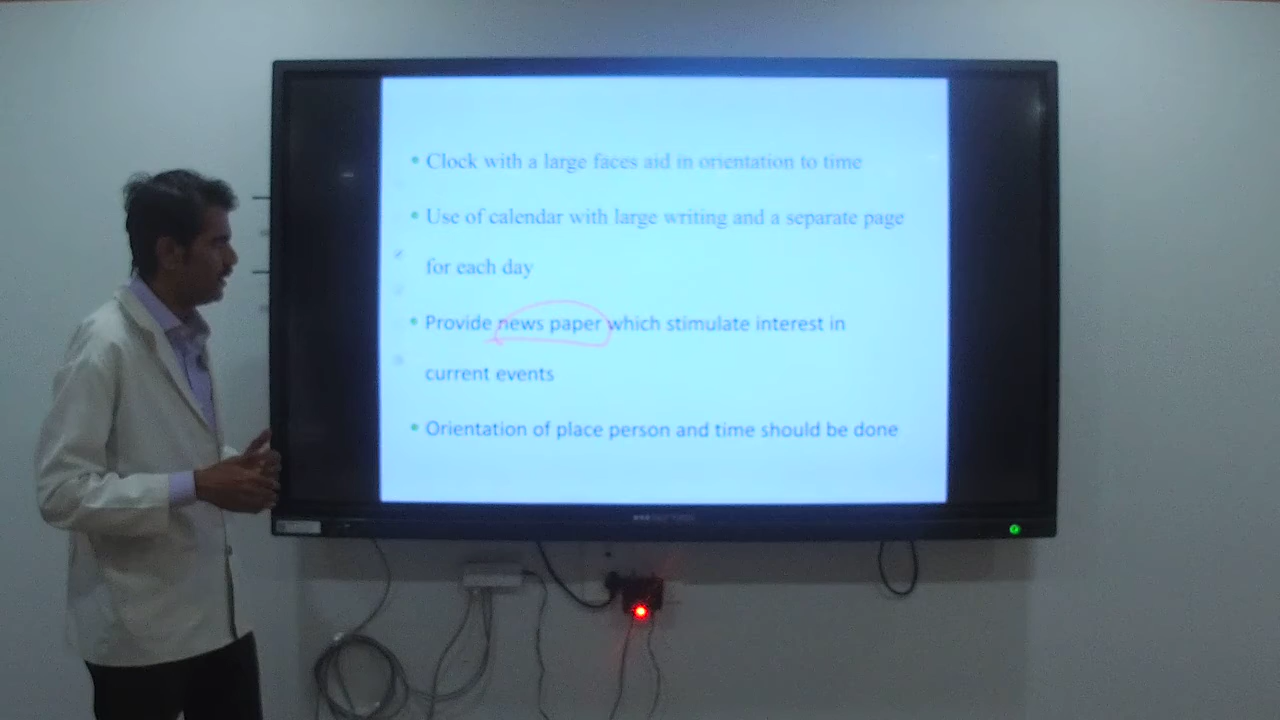 • Clock with a large faces aid in orientation to time
• Use of calendar with large writing and a separate page
for each day
• Provide news paper which stimulate interest in
current events
• Orientation of place person and time should be done